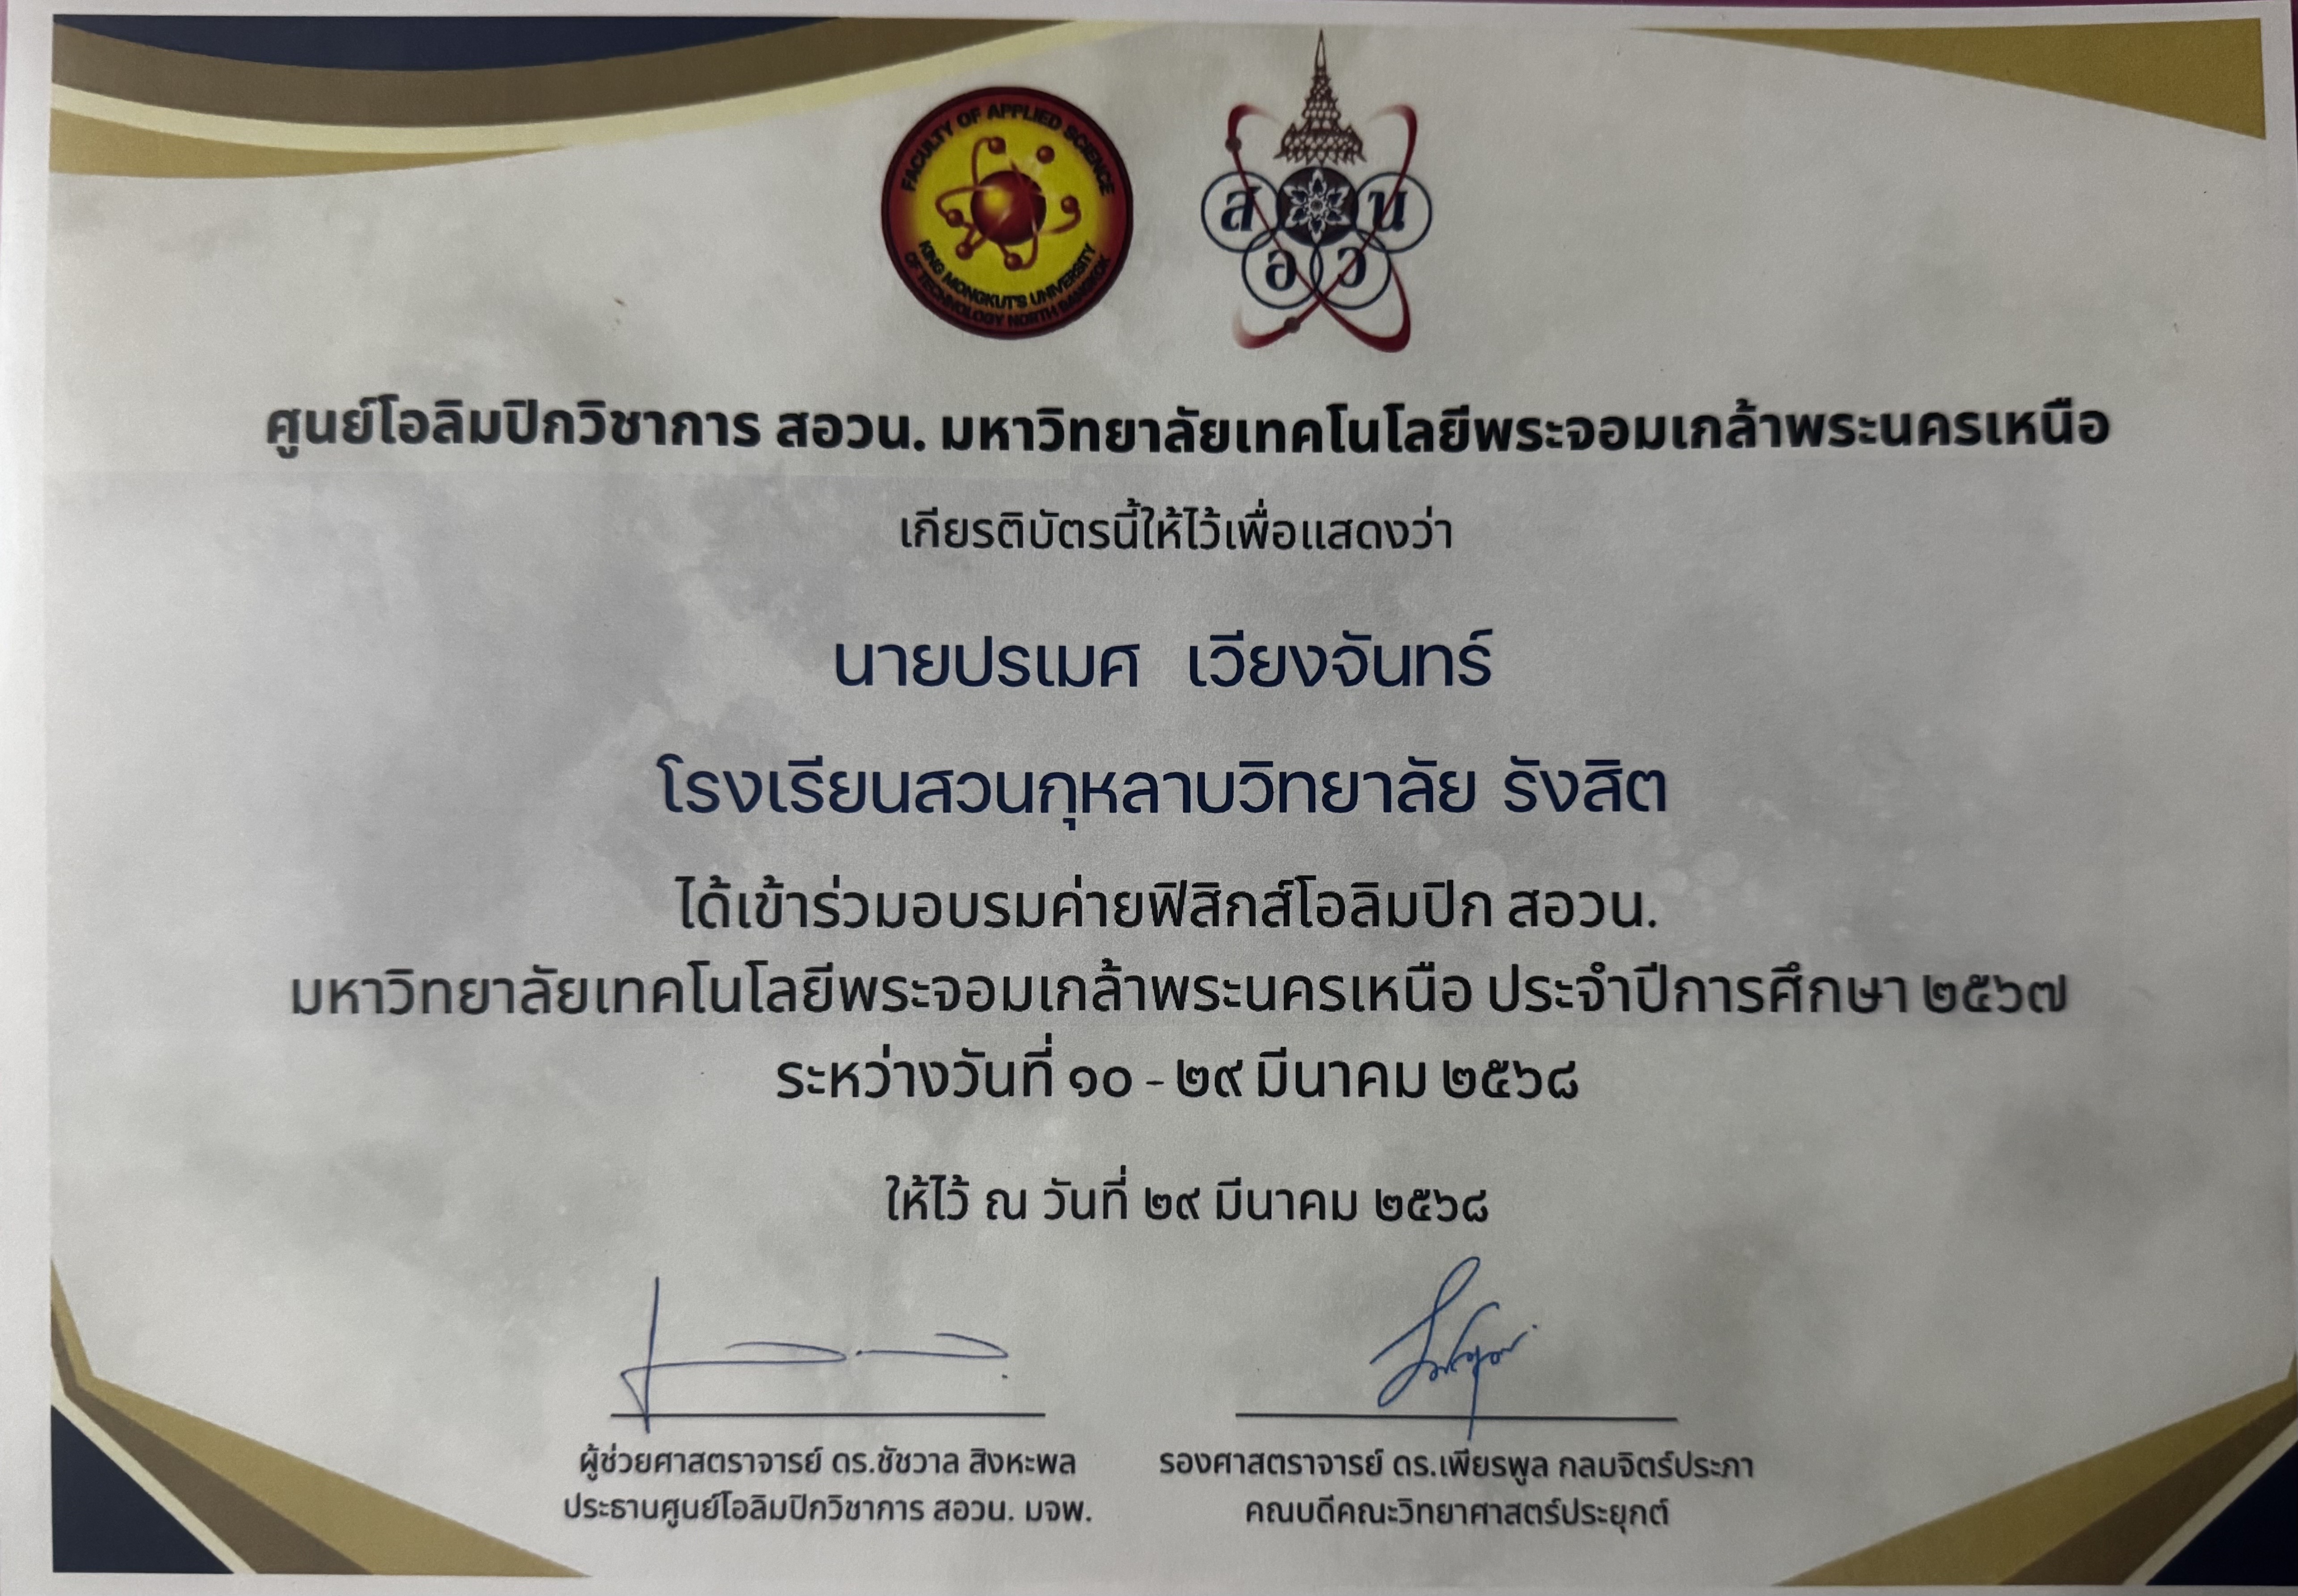 FACULTY OF APPLIED SCIENCE
KING MONGKUT'S UNIVERSITY
OF TECHNOLOGY NORTH BANGKOK
ส น
อ ว
ศูนย์โอลิมปิกวิชาการ สอวน. มหาวิทยาลัยเทคโนโลยีพระจอมเกล้าพระนครเหนือ
เกียรติบัตรนี้ให้ไว้เพื่อแสดงว่า
นายปรเมศ เวียงจันทร์
โรงเรียนสวนกุหลาบวิทยาลัย รังสิต
ได้เข้าร่วมอบรมค่ายฟิสิกส์โอลิมปิก สอวน.
มหาวิทยาลัยเทคโนโลยีพระจอมเกล้าพระนครเหนือ ประจำปีการศึกษา ๒๕๖๗
ระหว่างวันที่ ๑๐ - ๒๙ มีนาคม ๒๕๖๘
ให้ไว้ ณ วันที่ ๒๙ มีนาคม ๒๕๖๘
ผู้ช่วยศาสตราจารย์ ดร.ชัชวาล สิงหะพล
ประธานศูนย์โอลิมปิกวิชาการ สอวน. มจพ.
รองศาสตราจารย์ ดร.เพียรพูล กลมจิตร์ประภา
คณบดีคณะวิทยาศาสตร์ประยุกต์